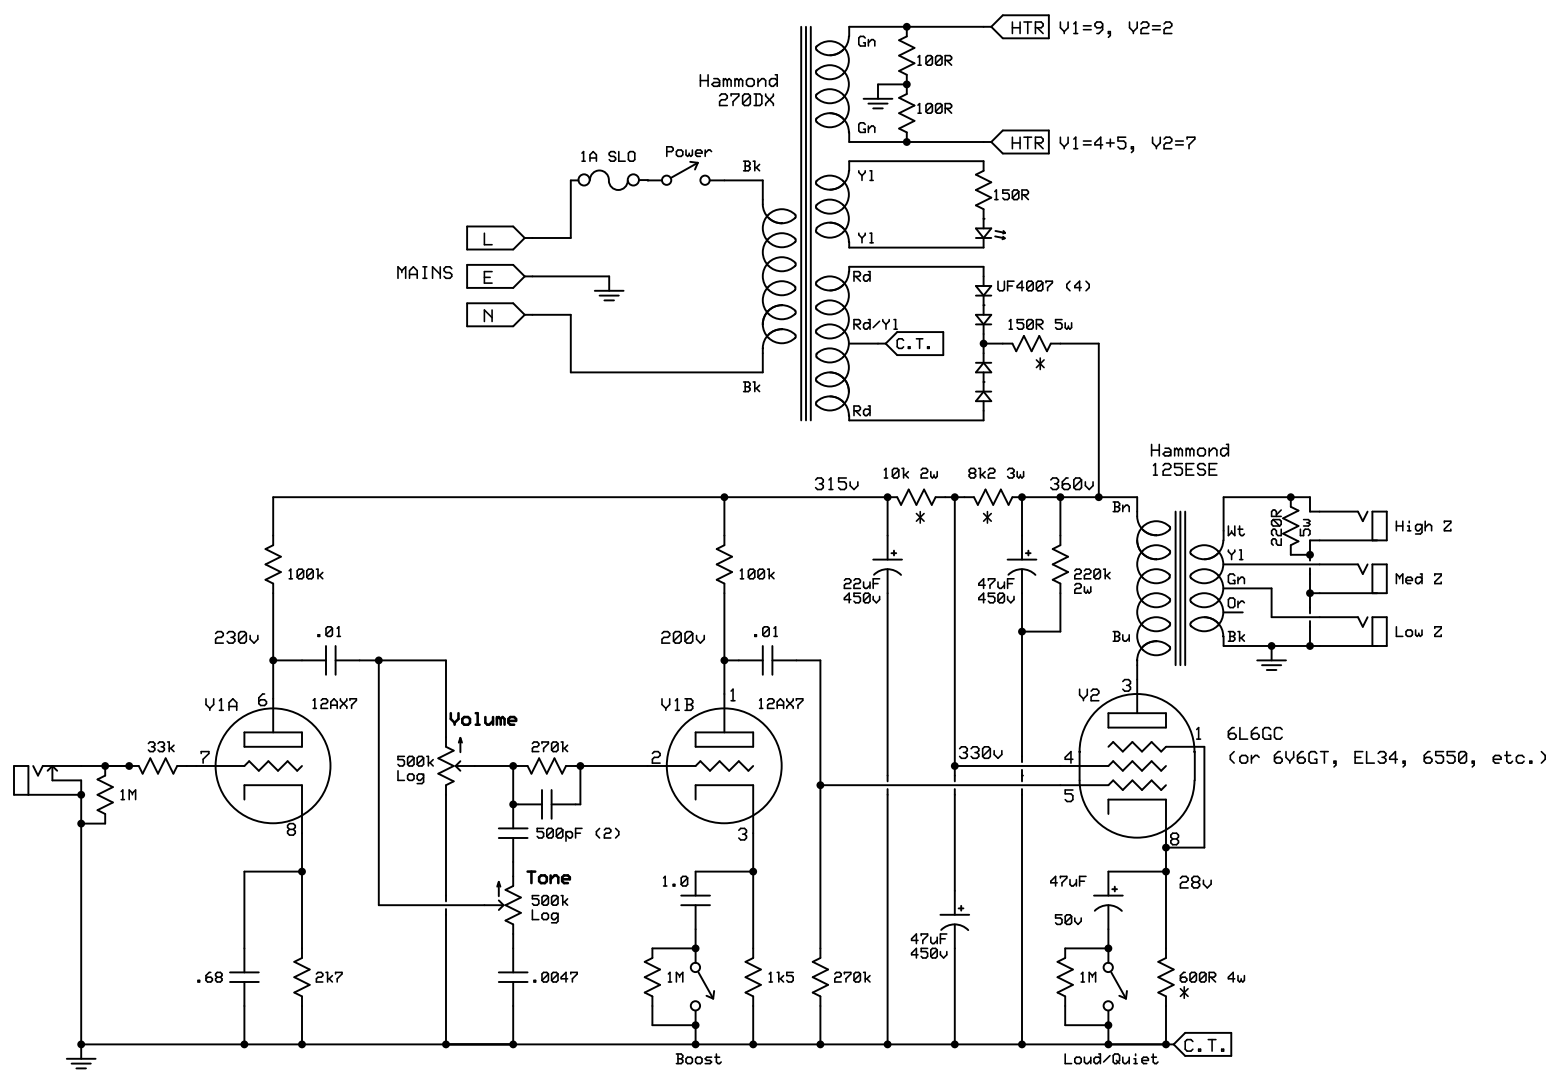 HTR V1=9, V2=2
Gn
100R
Hammond
270DX
100R
Gn
HTR V1=4+5, V2=7
1A SLO
Power
Bk
Yl
150R
L
Yl
MAINS
E
Rd
UF4007 (4)
N
Rd/Yl
150R 5w
C.T.
Bk
Rd
Hammond
125ESE
315v
10k 2w
8k2 3w
360v
*
*
*
Bn
220R
5w
High Z
Wt
Yl
100k
100k
22uF
450v
+
47uF
450v
+
220k
2w
Gn
Med Z
Or
230v
.01
200v
.01
Bu
Bk
Low Z
V1A
6
12AX7
V1B
1
12AX7
V2
3
Volume
33k
7
500k
Log
270k
2
330v
4
1
6L6GC
(or 6V6GT, EL34, 6550, etc.)
1M
5
8
500pF (2)
3
8
Tone
500k
Log
1.0
47uF
+
50v
28v
47uF
450v
+
.68
2k7
.0047
1M
1k5
270k
1M
600R 4w
*
C.T.
Boost
Loud/Quiet